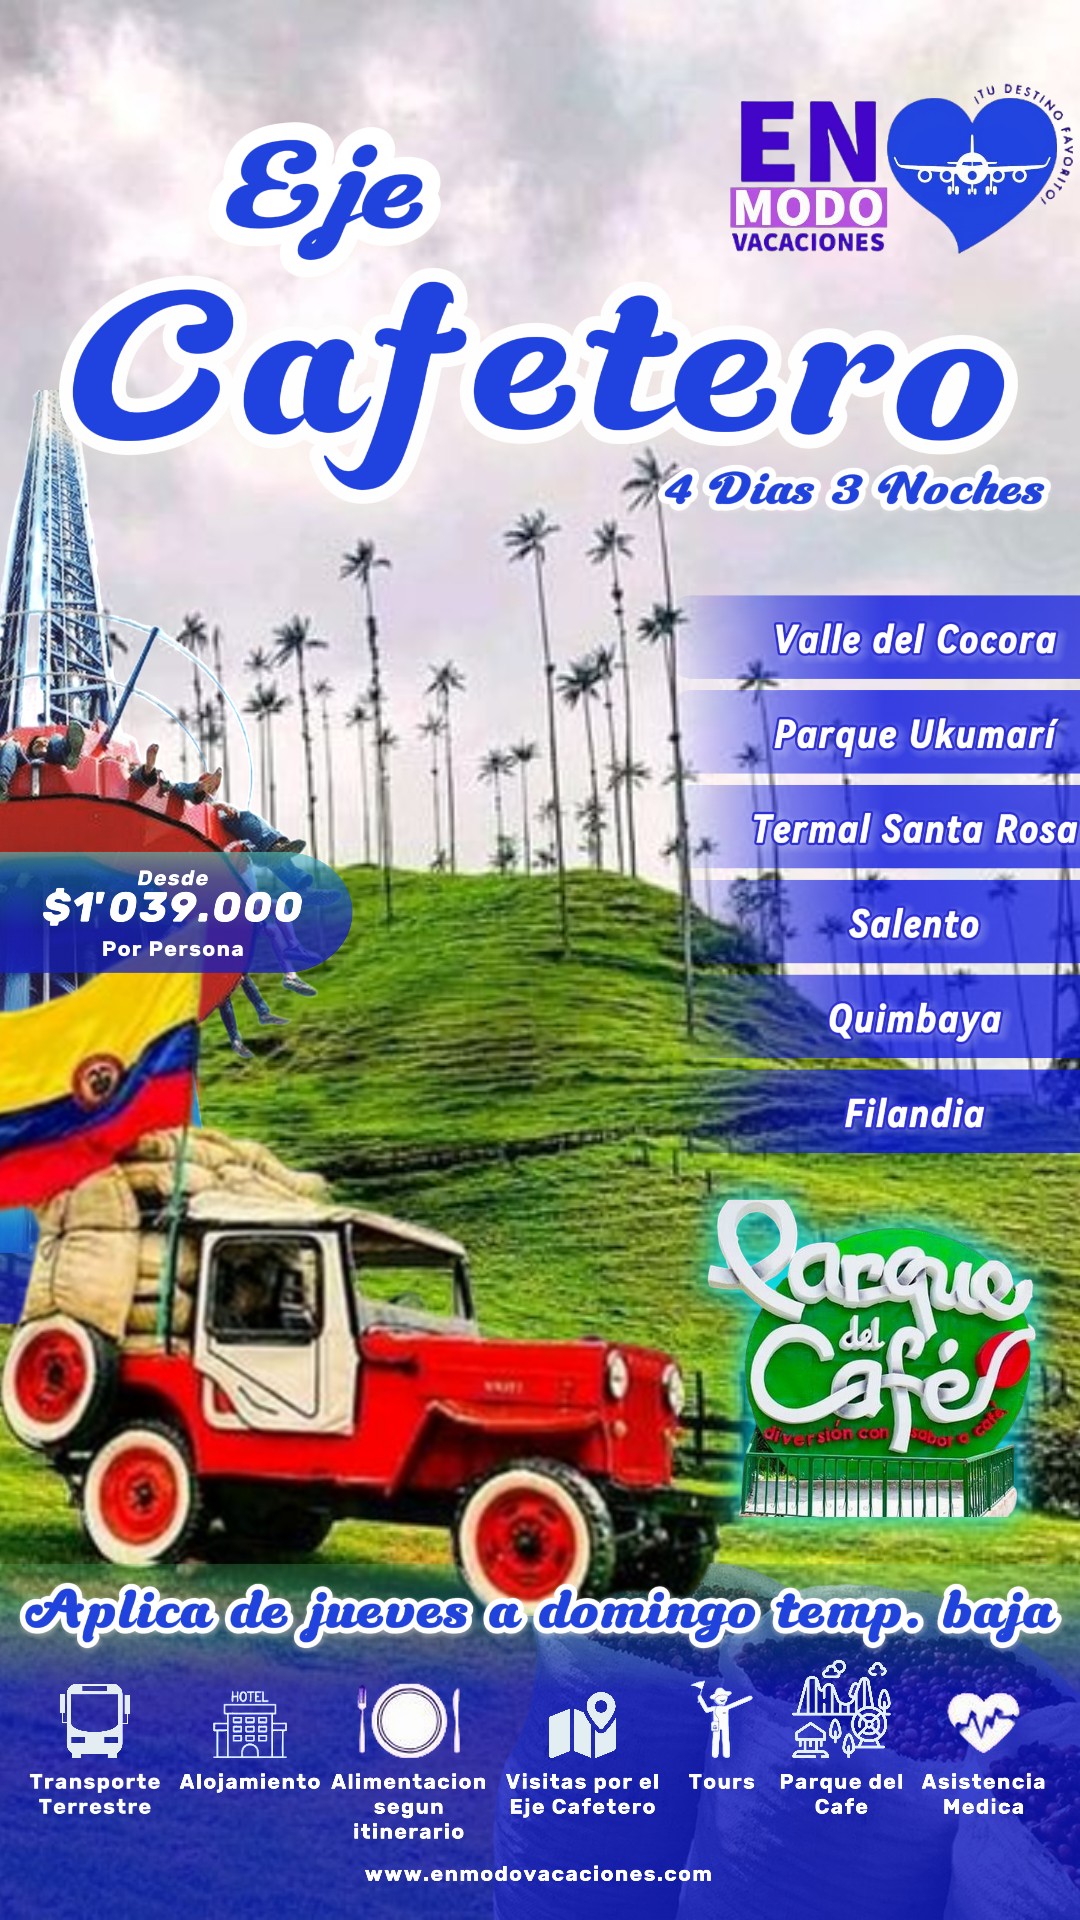 ¡TU DESTINO FAVORITO!
EN
MODO
VACACIONES
Eje
Cafetero
4 Dias 3 Noches
Valle del Cocora
Parque Ukumarí
Termal Santa Rosa
Salento
Quimbaya
Filandia
Desde
$1'039.000
Por Persona
Parque
del
Café
diversión con sabor a café
Aplica de jueves a domingo temp. baja
HOTEL
Transporte
Terrestre
Alojamiento
Alimentacion
segun
itinerario
Visitas por el
Eje Cafetero
Tours
Parque del
Cafe
Asistencia
Medica
www.enmodovacaciones.com